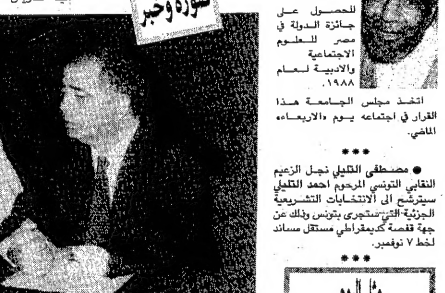 صورة وخبر
للحصول على
جائزة الدولة في
مصر للعلوم
الاجتماعية
والادبية لعام
١٩٨٨.
اتخذ مجلس الجامعة هذا
القرار في اجتماعه يوم «الاربعاء»
الماضي.
***
● مصطفى التليلي نجل الزعيم
النقابي التونسي المرحوم احمد التليلي
سيترشح الى الانتخابات التشريعية
الجزئية التي ستجرى بتونس وذلك عن
جهة قفصة كديمقراطي مستقل مساند
لخط ٧ نوفمبر.
***